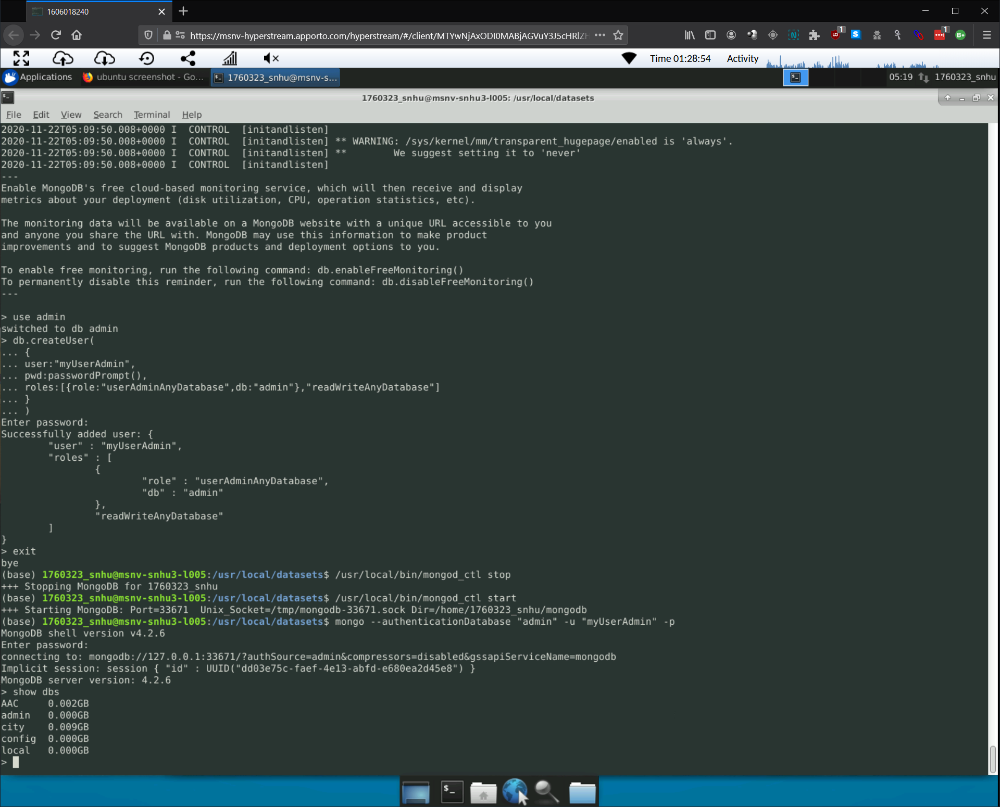 1606018240
https://msnv-hyperstream.apporto.com/hyperstream/#/client/MTYwNjAxODI0MABjAGVuY3J5cHRlZH
1
1
Time 01:28:54 Activity
Applications ubuntu screenshot - Go... 1760323_snhu@msnv-s... 05:19 1760323_snhu
1760323_snhu@msnv-snhu3-l005: /usr/local/datasets
File Edit View Search Terminal Help
2020-11-22T05:09:50.008+0000 I  CONTROL  [initandlisten]
2020-11-22T05:09:50.008+0000 I  CONTROL  [initandlisten] ** WARNING: /sys/kernel/mm/transparent_hugepage/enabled is 'always'.
2020-11-22T05:09:50.008+0000 I  CONTROL  [initandlisten] **        We suggest setting it to 'never'
2020-11-22T05:09:50.008+0000 I  CONTROL  [initandlisten]
---
Enable MongoDB's free cloud-based monitoring service, which will then receive and display
metrics about your deployment (disk utilization, CPU, operation statistics, etc).
The monitoring data will be available on a MongoDB website with a unique URL accessible to you
and anyone you share the URL with. MongoDB may use this information to make product
improvements and to suggest MongoDB products and deployment options to you.
To enable free monitoring, run the following command: db.enableFreeMonitoring()
To permanently disable this reminder, run the following command: db.disableFreeMonitoring()
---
> use admin
switched to db admin
> db.createUser(
... {
... user:"myUserAdmin",
... pwd:passwordPrompt(),
... roles:[{role:"userAdminAnyDatabase",db:"admin"},"readWriteAnyDatabase"]
... }
... )
Enter password:
Successfully added user: {
"user" : "myUserAdmin",
"roles" : [
{
"role" : "userAdminAnyDatabase",
"db" : "admin"
},
"readWriteAnyDatabase"
]
}
> exit
bye
(base) 1760323_snhu@msnv-snhu3-l005:/usr/local/datasets$ /usr/local/bin/mongod_ctl stop
+++ Stopping MongoDB for 1760323_snhu
(base) 1760323_snhu@msnv-snhu3-l005:/usr/local/datasets$ /usr/local/bin/mongod_ctl start
+++ Starting MongoDB: Port=33671  Unix_Socket=/tmp/mongodb-33671.sock Dir=/home/1760323_snhu/mongodb
(base) 1760323_snhu@msnv-snhu3-l005:/usr/local/datasets$ mongo --authenticationDatabase "admin" -u "myUserAdmin" -p
MongoDB shell version v4.2.6
Enter password:
connecting to: mongodb://127.0.0.1:33671/?authSource=admin&compressors=disabled&gssapiServiceName=mongodb
Implicit session: session { "id" : UUID("dd03e75c-faef-4e13-abfd-e680ea2d45e8") }
MongoDB server version: 4.2.6
> show dbs
AAC     0.002GB
admin   0.000GB
city    0.009GB
config  0.000GB
local   0.000GB
>